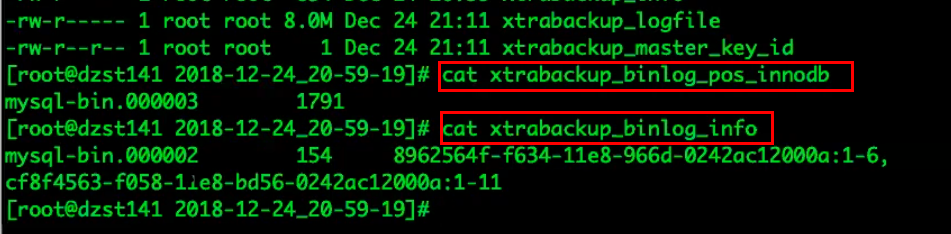 -rw-r----- 1 root root 8.0M Dec 24 21:11 xtrabackup_logfile
-rw-r--r-- 1 root root    1 Dec 24 21:11 xtrabackup_master_key_id
[root@dzst141 2018-12-24_20-59-19]# cat xtrabackup_binlog_pos_innodb
mysql-bin.000003        1791
[root@dzst141 2018-12-24_20-59-19]# cat xtrabackup_binlog_info
mysql-bin.000002        154     8962564f-f634-11e8-966d-0242ac12000a:1-6,
cf8f4563-f058-11e8-bd56-0242ac12000a:1-11
[root@dzst141 2018-12-24_20-59-19]#